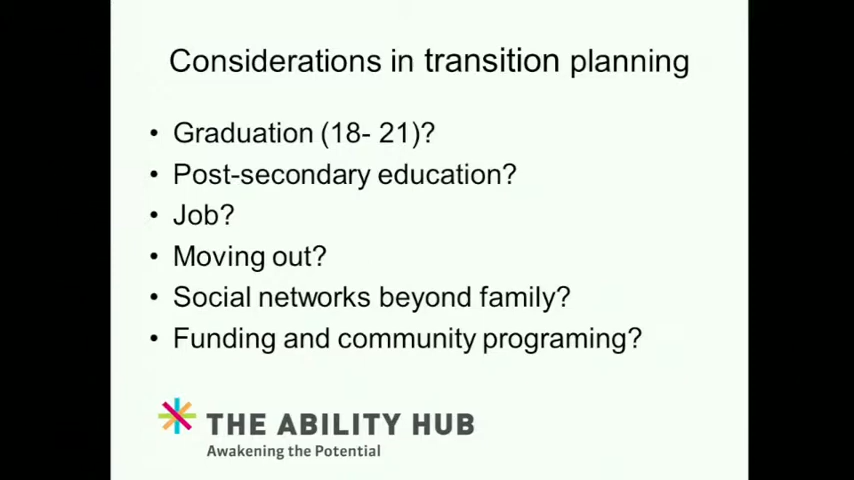 Considerations in transition planning
• Graduation (18- 21)?
• Post-secondary education?
• Job?
• Moving out?
• Social networks beyond family?
• Funding and community programing?
THE ABILITY HUB
Awakening the Potential